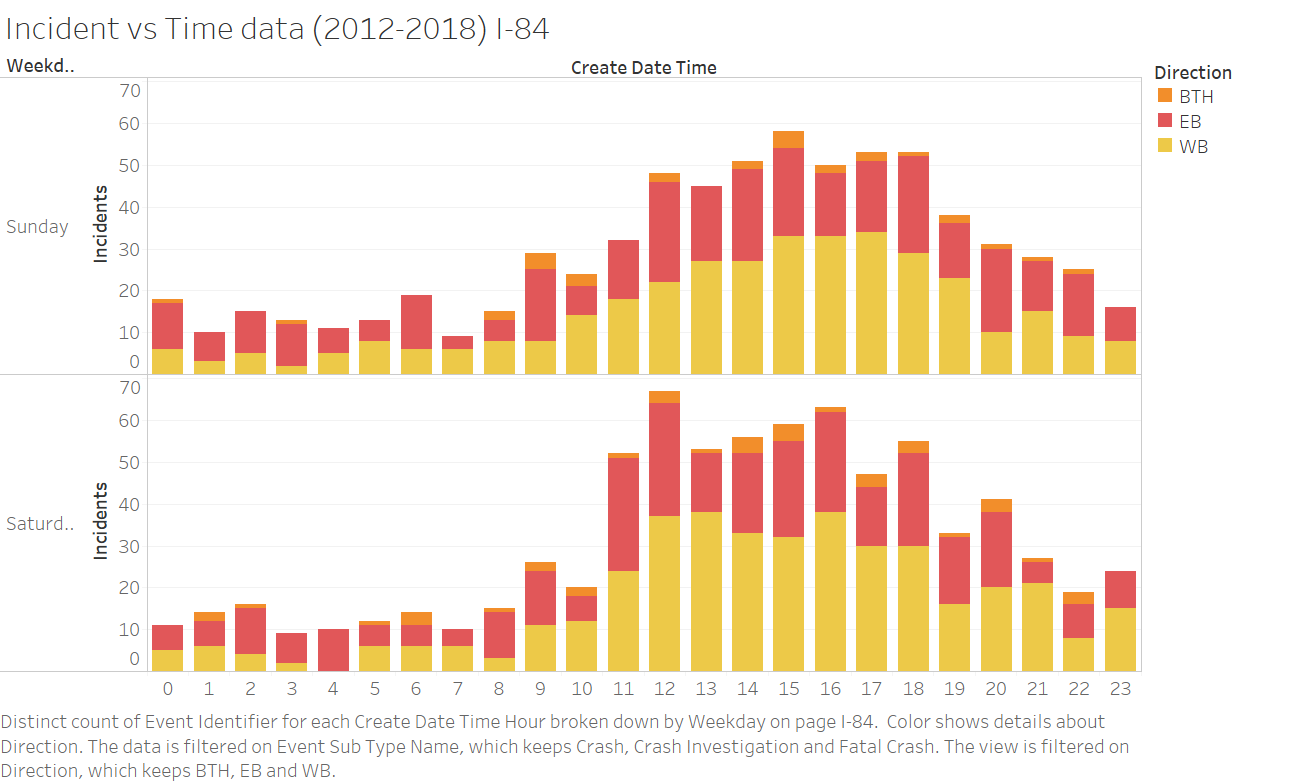 Incident vs Time data (2012-2018) I-84
Weekd..
Create Date Time
Direction
BTH
EB
WB
Sunday
Incidents
70
60
50
40
30
20
10
0
Saturd..
Incidents
70
60
50
40
30
20
10
0
0 1 2 3 4 5 6 7 8 9 10 11 12 13 14 15 16 17 18 19 20 21 22 23
Distinct count of Event Identifier for each Create Date Time Hour broken down by Weekday on page I-84.  Color shows details about
Direction. The data is filtered on Event Sub Type Name, which keeps Crash, Crash Investigation and Fatal Crash. The view is filtered on
Direction, which keeps BTH, EB and WB.